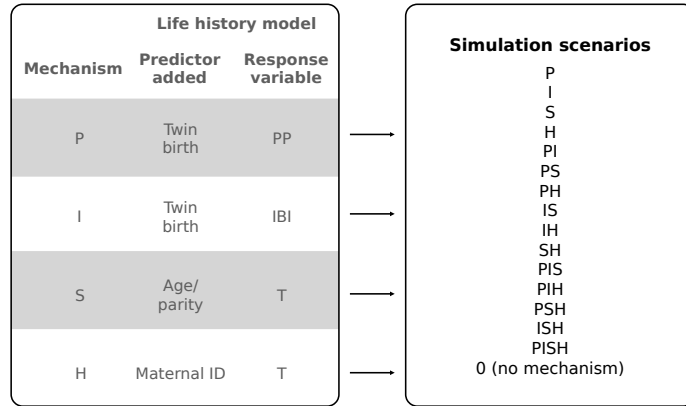 Life history model
Mechanism
Predictor
added
Response
variable
P
Twin
birth
PP
I
Twin
birth
IBI
S
Age/
parity
T
H
Maternal ID
T
Simulation scenarios
P
I
S
H
PI
PS
PH
IS
IH
SH
PIS
PIH
PSH
ISH
PISH
0 (no mechanism)